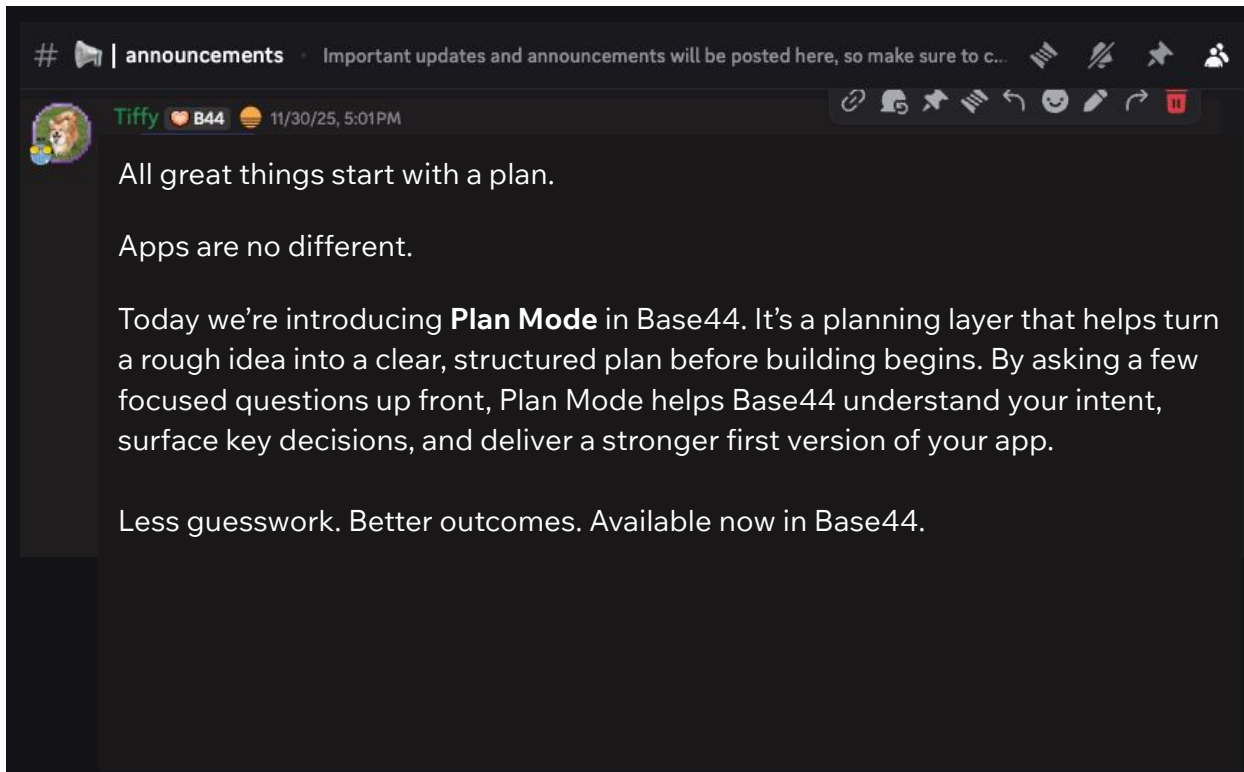 # | announcements Important updates and announcements will be posted here, so make sure to c...
Tiffy B44 11/30/25, 5:01PM
All great things start with a plan.
Apps are no different.
Today we’re introducing Plan Mode in Base44. It’s a planning layer that helps turn
a rough idea into a clear, structured plan before building begins. By asking a few
focused questions up front, Plan Mode helps Base44 understand your intent,
surface key decisions, and deliver a stronger first version of your app.
Less guesswork. Better outcomes. Available now in Base44.